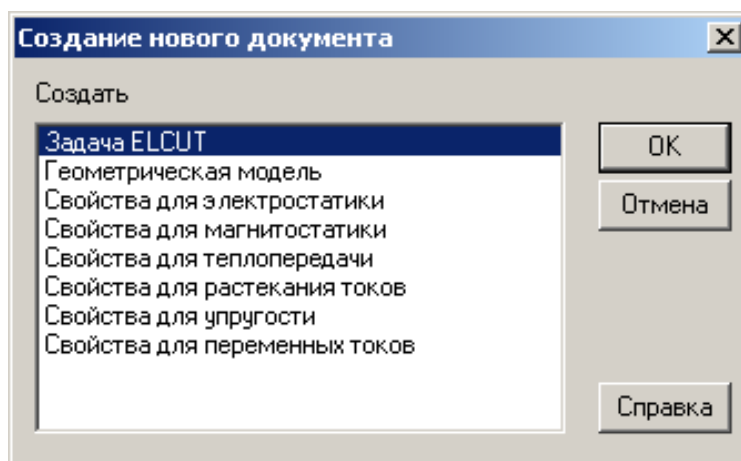 Создание нового документа
Создать
Задача ELCUT
Геометрическая модель
Свойства для электростатики
Свойства для магнитостатики
Свойства для теплопередачи
Свойства для растекания токов
Свойства для упругости
Свойства для переменных токов
OK
Отмена
Справка